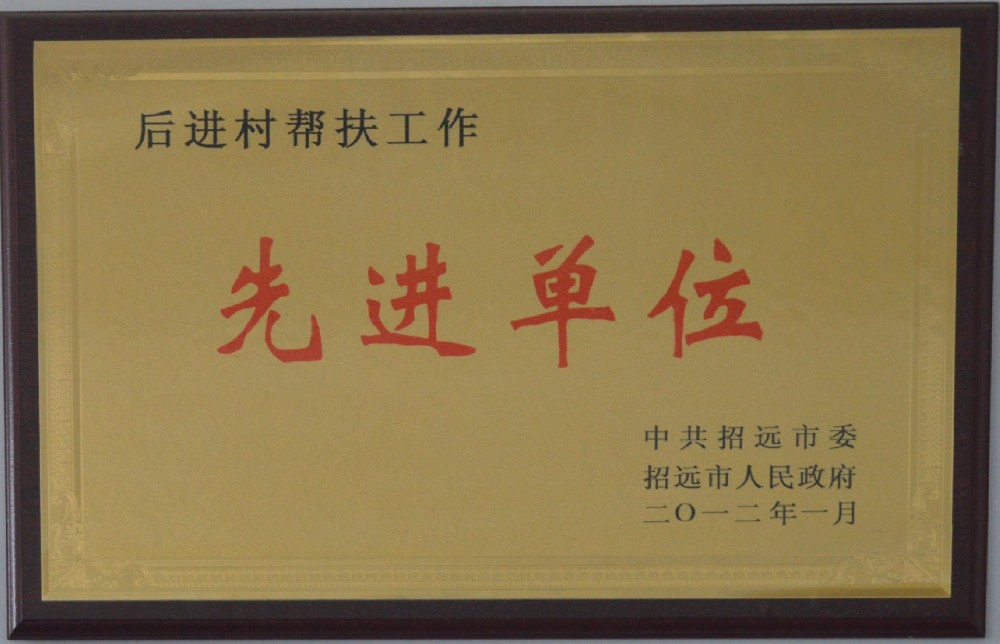 后进村帮扶工作
先进单位
中共招远市委
招远市人民政府
二〇一二年一月